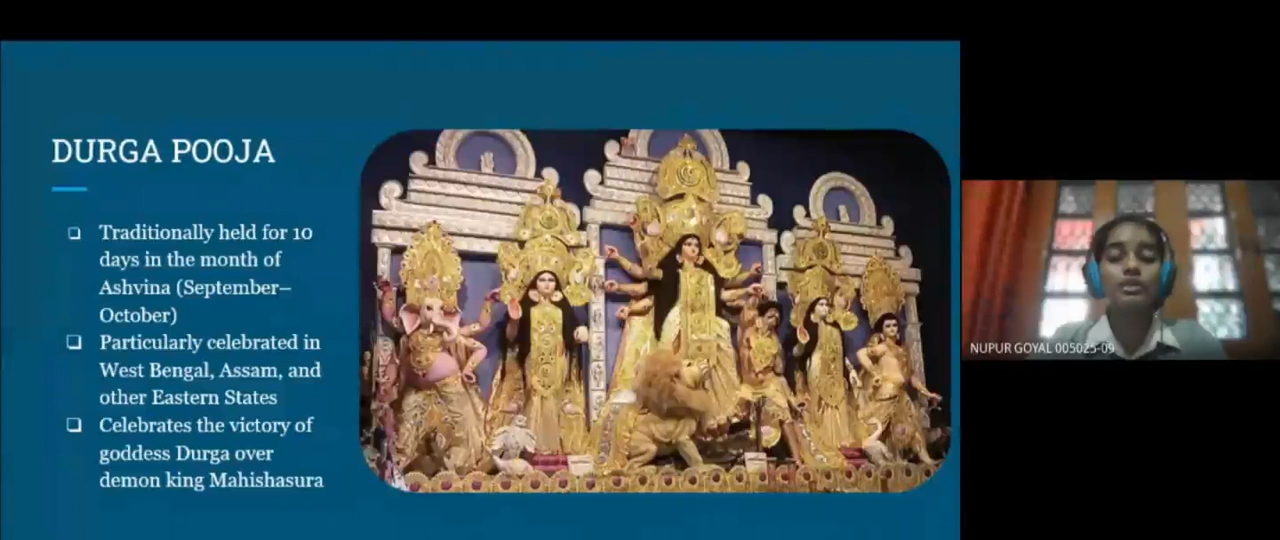 DURGA POOJA
❑ Traditionally held for 10
days in the month of
Ashvina (September–
October)
❑ Particularly celebrated in
West Bengal, Assam, and
other Eastern States
❑ Celebrates the victory of
goddess Durga over
demon king Mahishasura
NUPUR GOYAL 005025-09